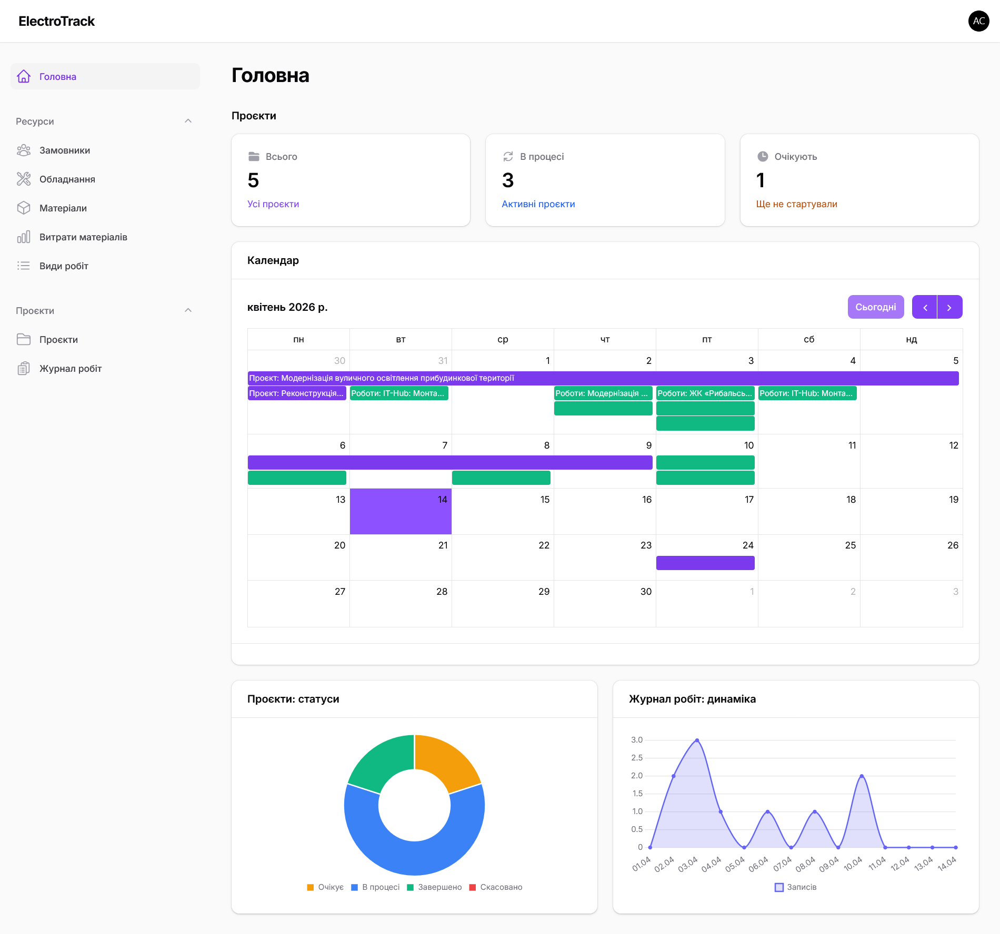 ElectroTrack
AC
Головна
Ресурси
Замовники
Обладнання
Матеріали
Витрати матеріалів
Види робіт
Проєкти
Проєкти
Журнал робіт
Головна
Проєкти
Всього
5
Усі проєкти
В процесі
3
Активні проєкти
Очікують
1
Ще не стартували
Календар
квітень 2026 р.
Сьогодні
пн вт ср чт пт сб нд
30 31 1 2 3 4 5
Проєкт: Модернізація вуличного освітлення прибудинкової території
Проєкт: Реконструкція... Роботи: IT-Hub: Монта... Роботи: Модернізація ... Роботи: ЖК «Рибальсь... Роботи: IT-Hub: Монта...
6 7 8 9 10 11 12
13 14 15 16 17 18 19
20 21 22 23 24 25 26
27 28 29 30 1 2 3
Проєкти: статуси
Очікує В процесі Завершено Скасовано
Журнал робіт: динаміка
3.0
2.5
2.0
1.5
1.0
0.5
0
01.04 02.04 03.04 04.04 05.04 06.04 07.04 08.04 09.04 10.04 11.04 12.04 13.04 14.04
Записів